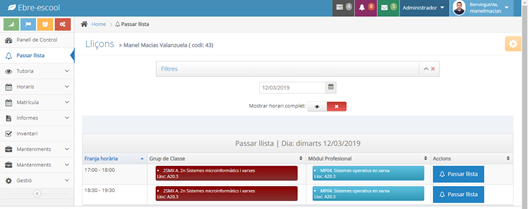 Ebre-escool
3
8
5
Administrador
Benvingut/da,
manelmacias
Home > Passar llista
Panell de Control
Passar llista
Tutoria
Horaris
Matrícula
Informes
Inventari
Manteniments
Manteniments
Gestió
Lliçons » Manel Macias Valanzuela ( codi: 43)
Filtres
12/03/2019
Mostrar horari complet:
Passar llista | Dia: dimarts 12/03/2019
Franja horària Grup de Classe Mòdul Professional Accions
17:00 - 18:00 2SMX A. 2n Sistemes microinformàtics i xarxes MP04. Sistemes operatius en xarxa Passar llista
Lloc: A20.3 Lloc: A20.3
18:30 - 19:30 2SMX A. 2n Sistemes microinformàtics i xarxes MP04. Sistemes operatius en xarxa Passar llista
Lloc: A20.3 Lloc: A20.3